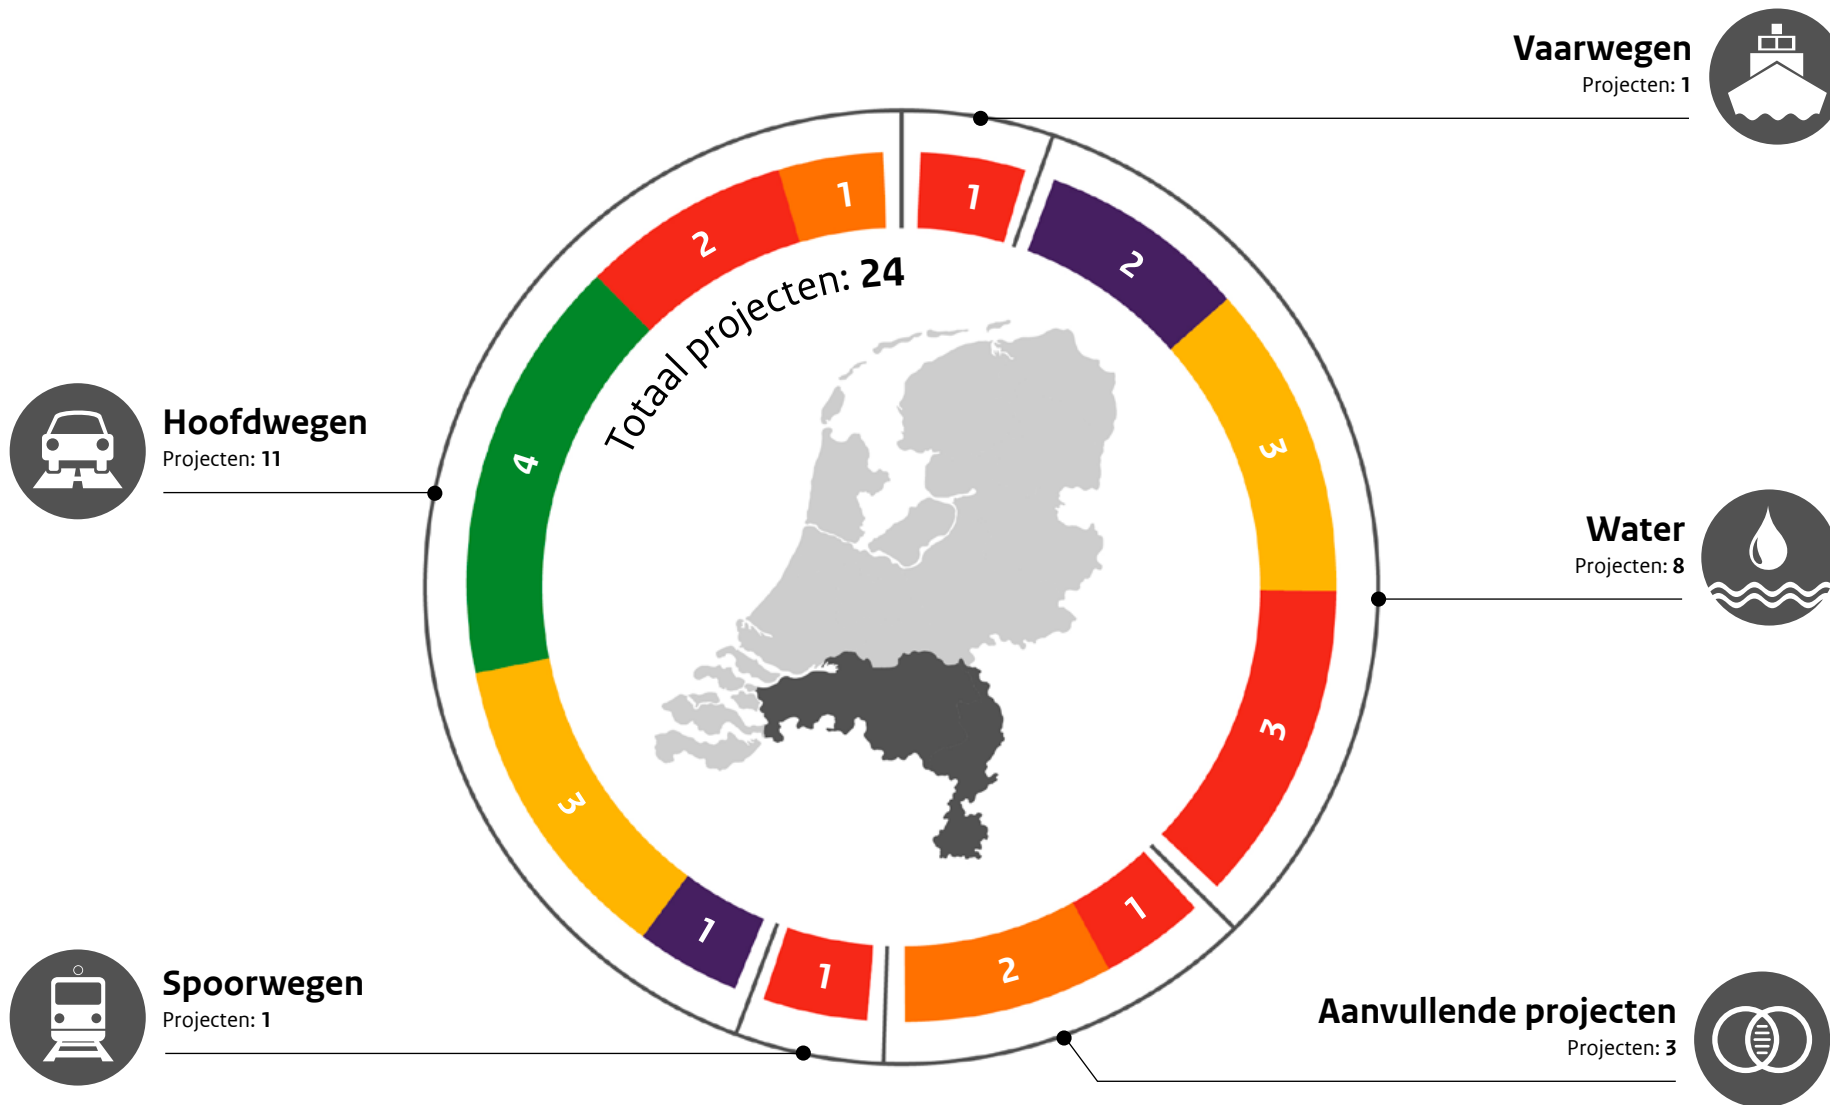 Vaarwegen
Projecten: 1
1
2
3
3
Water
Projecten: 8
1
2
Aanvullende projecten
Projecten: 3
1
Spoorwegen
Projecten: 1
1
3
4
2
1
Hoofdwegen
Projecten: 11
Totaal projecten: 24